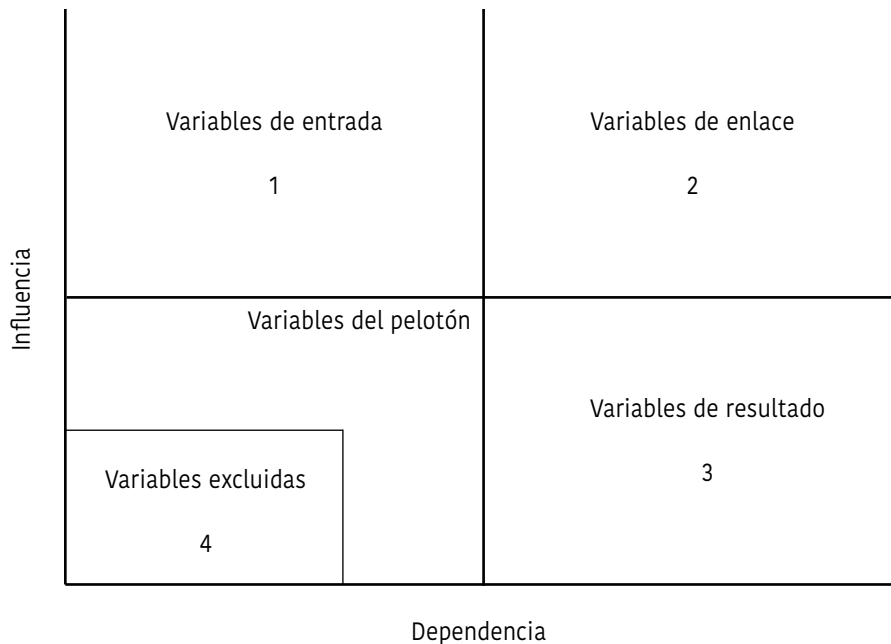 Variables de entrada
1
Variables de enlace
2
Influencia
Variables del pelotón
Variables de resultado
3
Variables excluidas
4
Dependencia